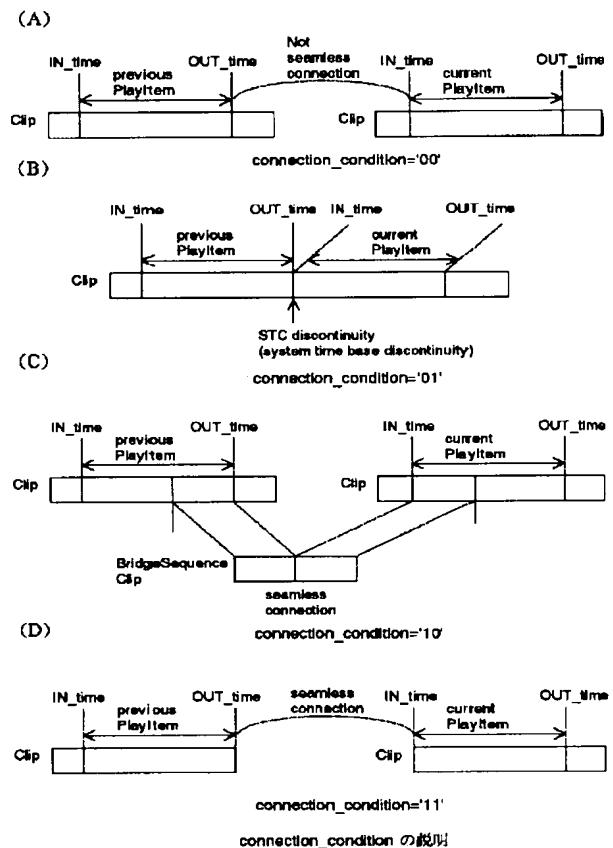 (A)
Not
seamless
connection
IN_time
OUT_time
IN_time
OUT_time
previous
PlayItem
current
PlayItem
Clip
Clip
connection_condition='00'
(B)
IN_time
OUT_time
IN_time
OUT_time
previous
PlayItem
current
PlayItem
Clip
STC discontinuity
(system time base discontinuity)
connection_condition='01'
(C)
IN_time
OUT_time
IN_time
OUT_time
previous
PlayItem
current
PlayItem
Clip
Clip
BridgeSequence
Clip
seamless
connection
connection_condition='10'
(D)
IN_time
OUT_time
seamless
connection
IN_time
OUT_time
previous
PlayItem
current
PlayItem
Clip
Clip
connection_condition='11'
connection_condition の説明